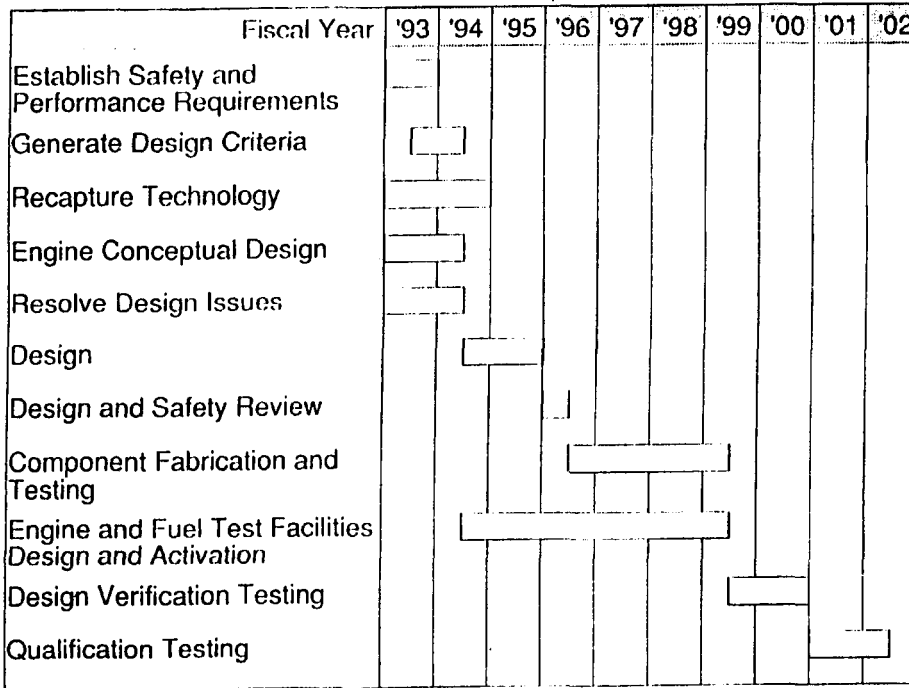 Fiscal Year '93 '94 '95 '96 '97 '98 '99 '00 '01 '02
Establish Safety and
Performance Requirements
Generate Design Criteria
Recapture Technology
Engine Conceptual Design
Resolve Design Issues
Design
Design and Safety Review
Component Fabrication and
Testing
Engine and Fuel Test Facilities
Design and Activation
Design Verification Testing
Qualification Testing